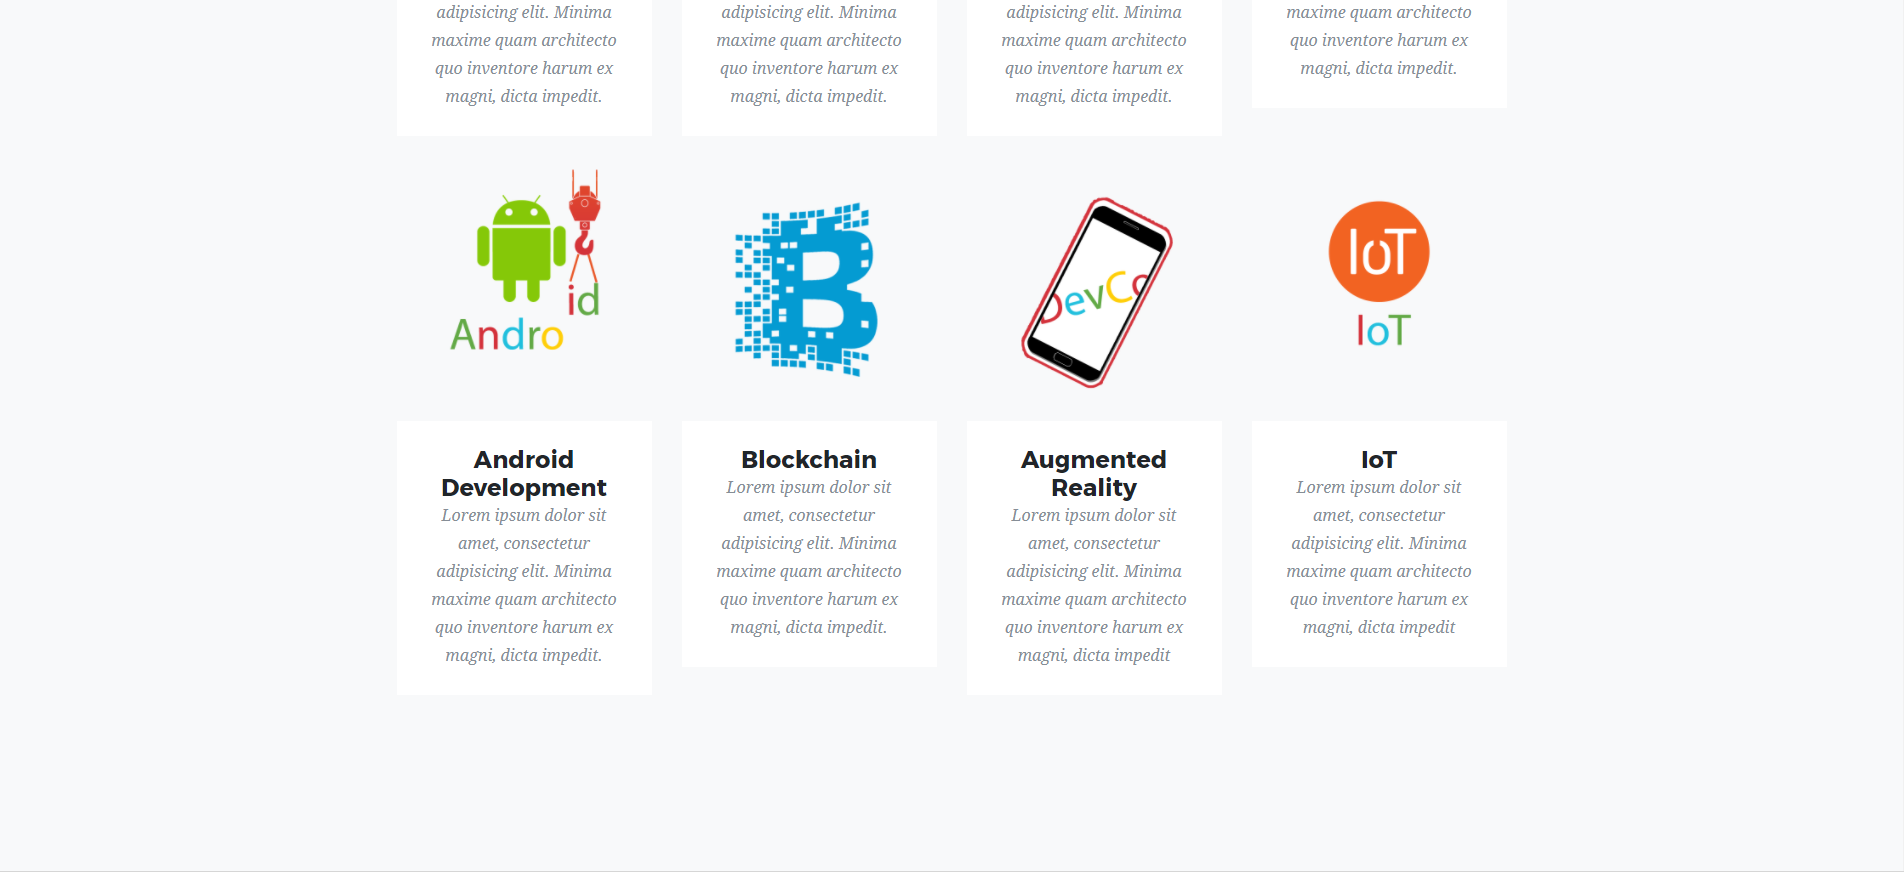 adipisicing elit. Minima
maxime quam architecto
quo inventore harum ex
magni, dicta impedit.
adipisicing elit. Minima
maxime quam architecto
quo inventore harum ex
magni, dicta impedit.
adipisicing elit. Minima
maxime quam architecto
quo inventore harum ex
magni, dicta impedit.
maxime quam architecto
quo inventore harum ex
magni, dicta impedit.
id
Andro
B
DevCo
IoT
IoT
Android
Development
Lorem ipsum dolor sit
amet, consectetur
adipisicing elit. Minima
maxime quam architecto
quo inventore harum ex
magni, dicta impedit.
Blockchain
Lorem ipsum dolor sit
amet, consectetur
adipisicing elit. Minima
maxime quam architecto
quo inventore harum ex
magni, dicta impedit.
Augmented
Reality
Lorem ipsum dolor sit
amet, consectetur
adipisicing elit. Minima
maxime quam architecto
quo inventore harum ex
magni, dicta impedit
IoT
Lorem ipsum dolor sit
amet, consectetur
adipisicing elit. Minima
maxime quam architecto
quo inventore harum ex
magni, dicta impedit